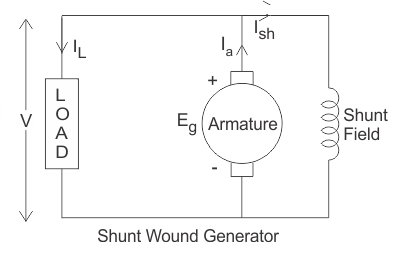 I_sh
I_L
I_a
+
L
O
A
D
V
E_g
Armature
Shunt
Field
-
Shunt Wound Generator